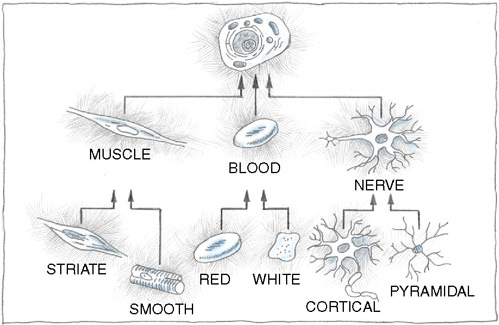 MUSCLE
BLOOD
NERVE
STRIATE
SMOOTH
RED
WHITE
CORTICAL
PYRAMIDAL